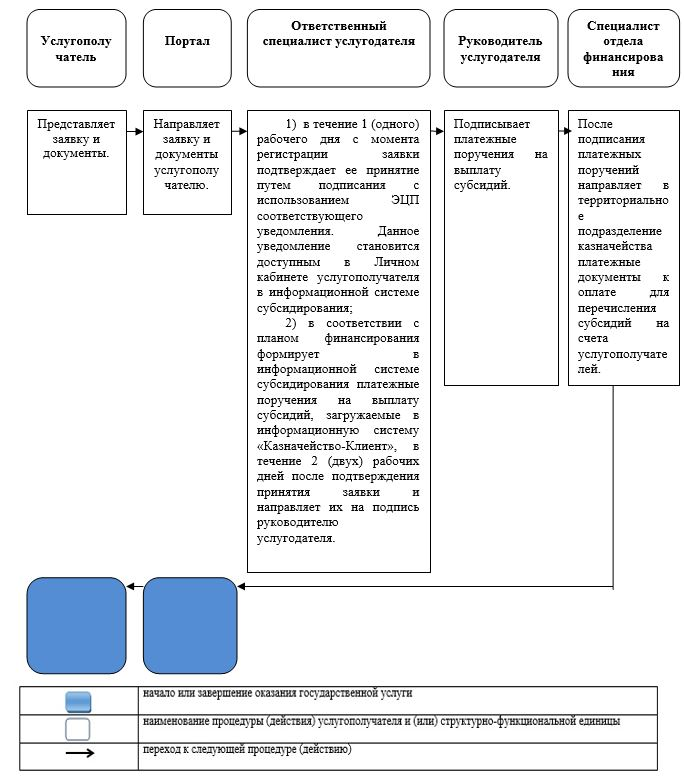 Услугополу
чатель
Портал
Ответственный
специалист услугодателя
Руководитель
услугодателя
Специалист
отдела
финансирова
ния
Представляет
заявку и
документы.
Направляет
заявку и
документы
услугополу
чателю.
1) в течение 1 (одного)
рабочего дня с момента
регистрации заявки
подтверждает ее принятие
путем подписания с
использованием ЭЦП
соответствующего
уведомления. Данное
уведомление становится
доступным в Личном
кабинете услугополучателя
в информационной системе
субсидирования;
2) в соответствии с
планом финансирования
формирует в
информационной системе
субсидирования платежные
поручения на выплату
субсидий, загружаемые в
информационную систему
«Казначейство-Клиент», в
течение 2 (двух) рабочих
дней после подтверждения
принятия заявки и
направляет их на подпись
руководителю
услугодателя.
Подписывает
платежные
поручения на
выплату
субсидий.
После
подписания
платежных
поручений
направляет в
территориально
е
подразделение
казначейства
платежные
документы к
оплате для
перечисления
субсидий на
счета
услугополучате
лей.
начало или завершение оказания государственной услуги
наименование процедуры (действия) услугополучателя и (или) структурно-функциональной единицы
переход к следующей процедуре (действию)